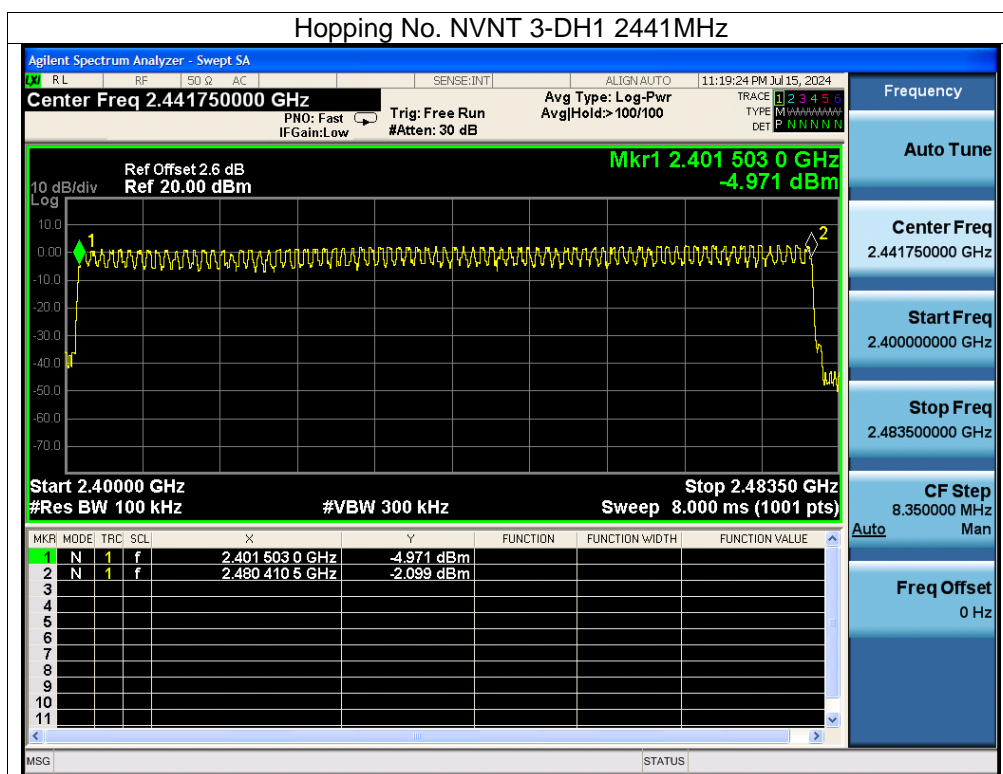 Hopping No. NVNT 3-DH1 2441MHz
Agilent Spectrum Analyzer - Swept SA
LXI RL RF 50 Ω AC SENSE:INT ALIGN AUTO 11:19:24 PM Jul 15, 2024
Center Freq 2.441750000 GHz
PNO: Fast
IFGain:Low
Trig: Free Run
#Atten: 30 dB
Avg Type: Log-Pwr
Avg|Hold:>100/100
TRACE 1 2 3 4 5 6
TYPE M
DET P N N N N N
Ref Offset 2.6 dB
10 dB/div Ref 20.00 dBm
Log
Mkr1 2.401 503 0 GHz
-4.971 dBm
10.0
0.00
-10.0
-20.0
-30.0
-40.0
-50.0
-60.0
-70.0
1
2
Start 2.40000 GHz Stop 2.48350 GHz
#Res BW 100 kHz #VBW 300 kHz Sweep 8.000 ms (1001 pts)
MKR MODE TRC SCL X Y FUNCTION FUNCTION WIDTH FUNCTION VALUE
1 N 1 f 2.401 503 0 GHz -4.971 dBm
2 N 1 f 2.480 410 5 GHz -2.099 dBm
3
4
5
6
7
8
9
10
11
MSG STATUS
Frequency
Auto Tune
Center Freq
2.441750000 GHz
Start Freq
2.400000000 GHz
Stop Freq
2.483500000 GHz
CF Step
8.350000 MHz
Auto Man
Freq Offset
0 Hz